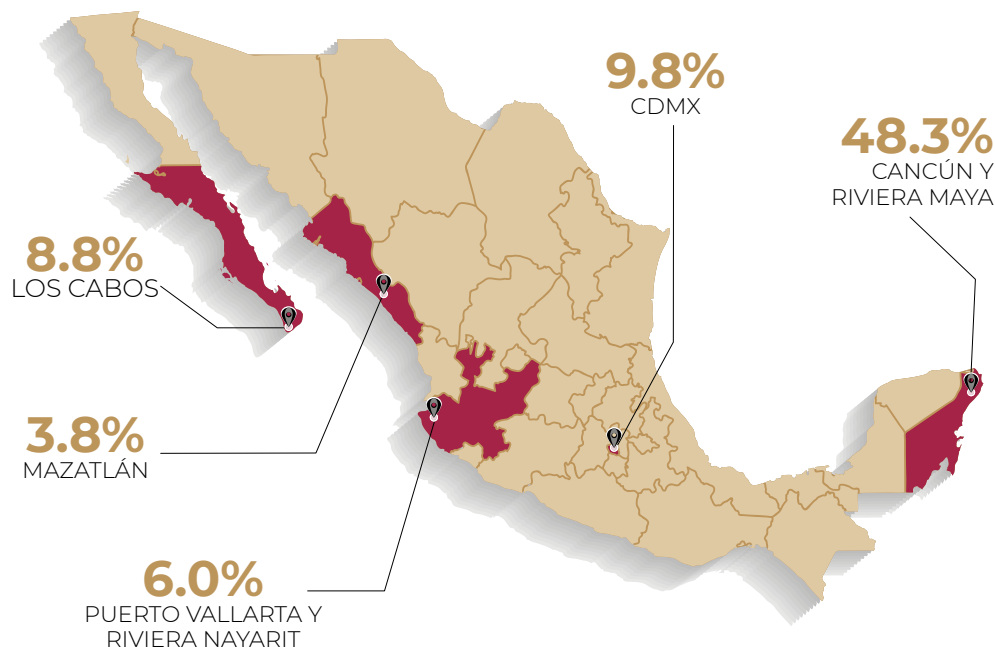 9.8%
CDMX
48.3%
CANCÚN Y
RIVIERA MAYA
8.8%
LOS CABOS
3.8%
MAZATLÁN
6.0%
PUERTO VALLARTA Y
RIVIERA NAYARIT